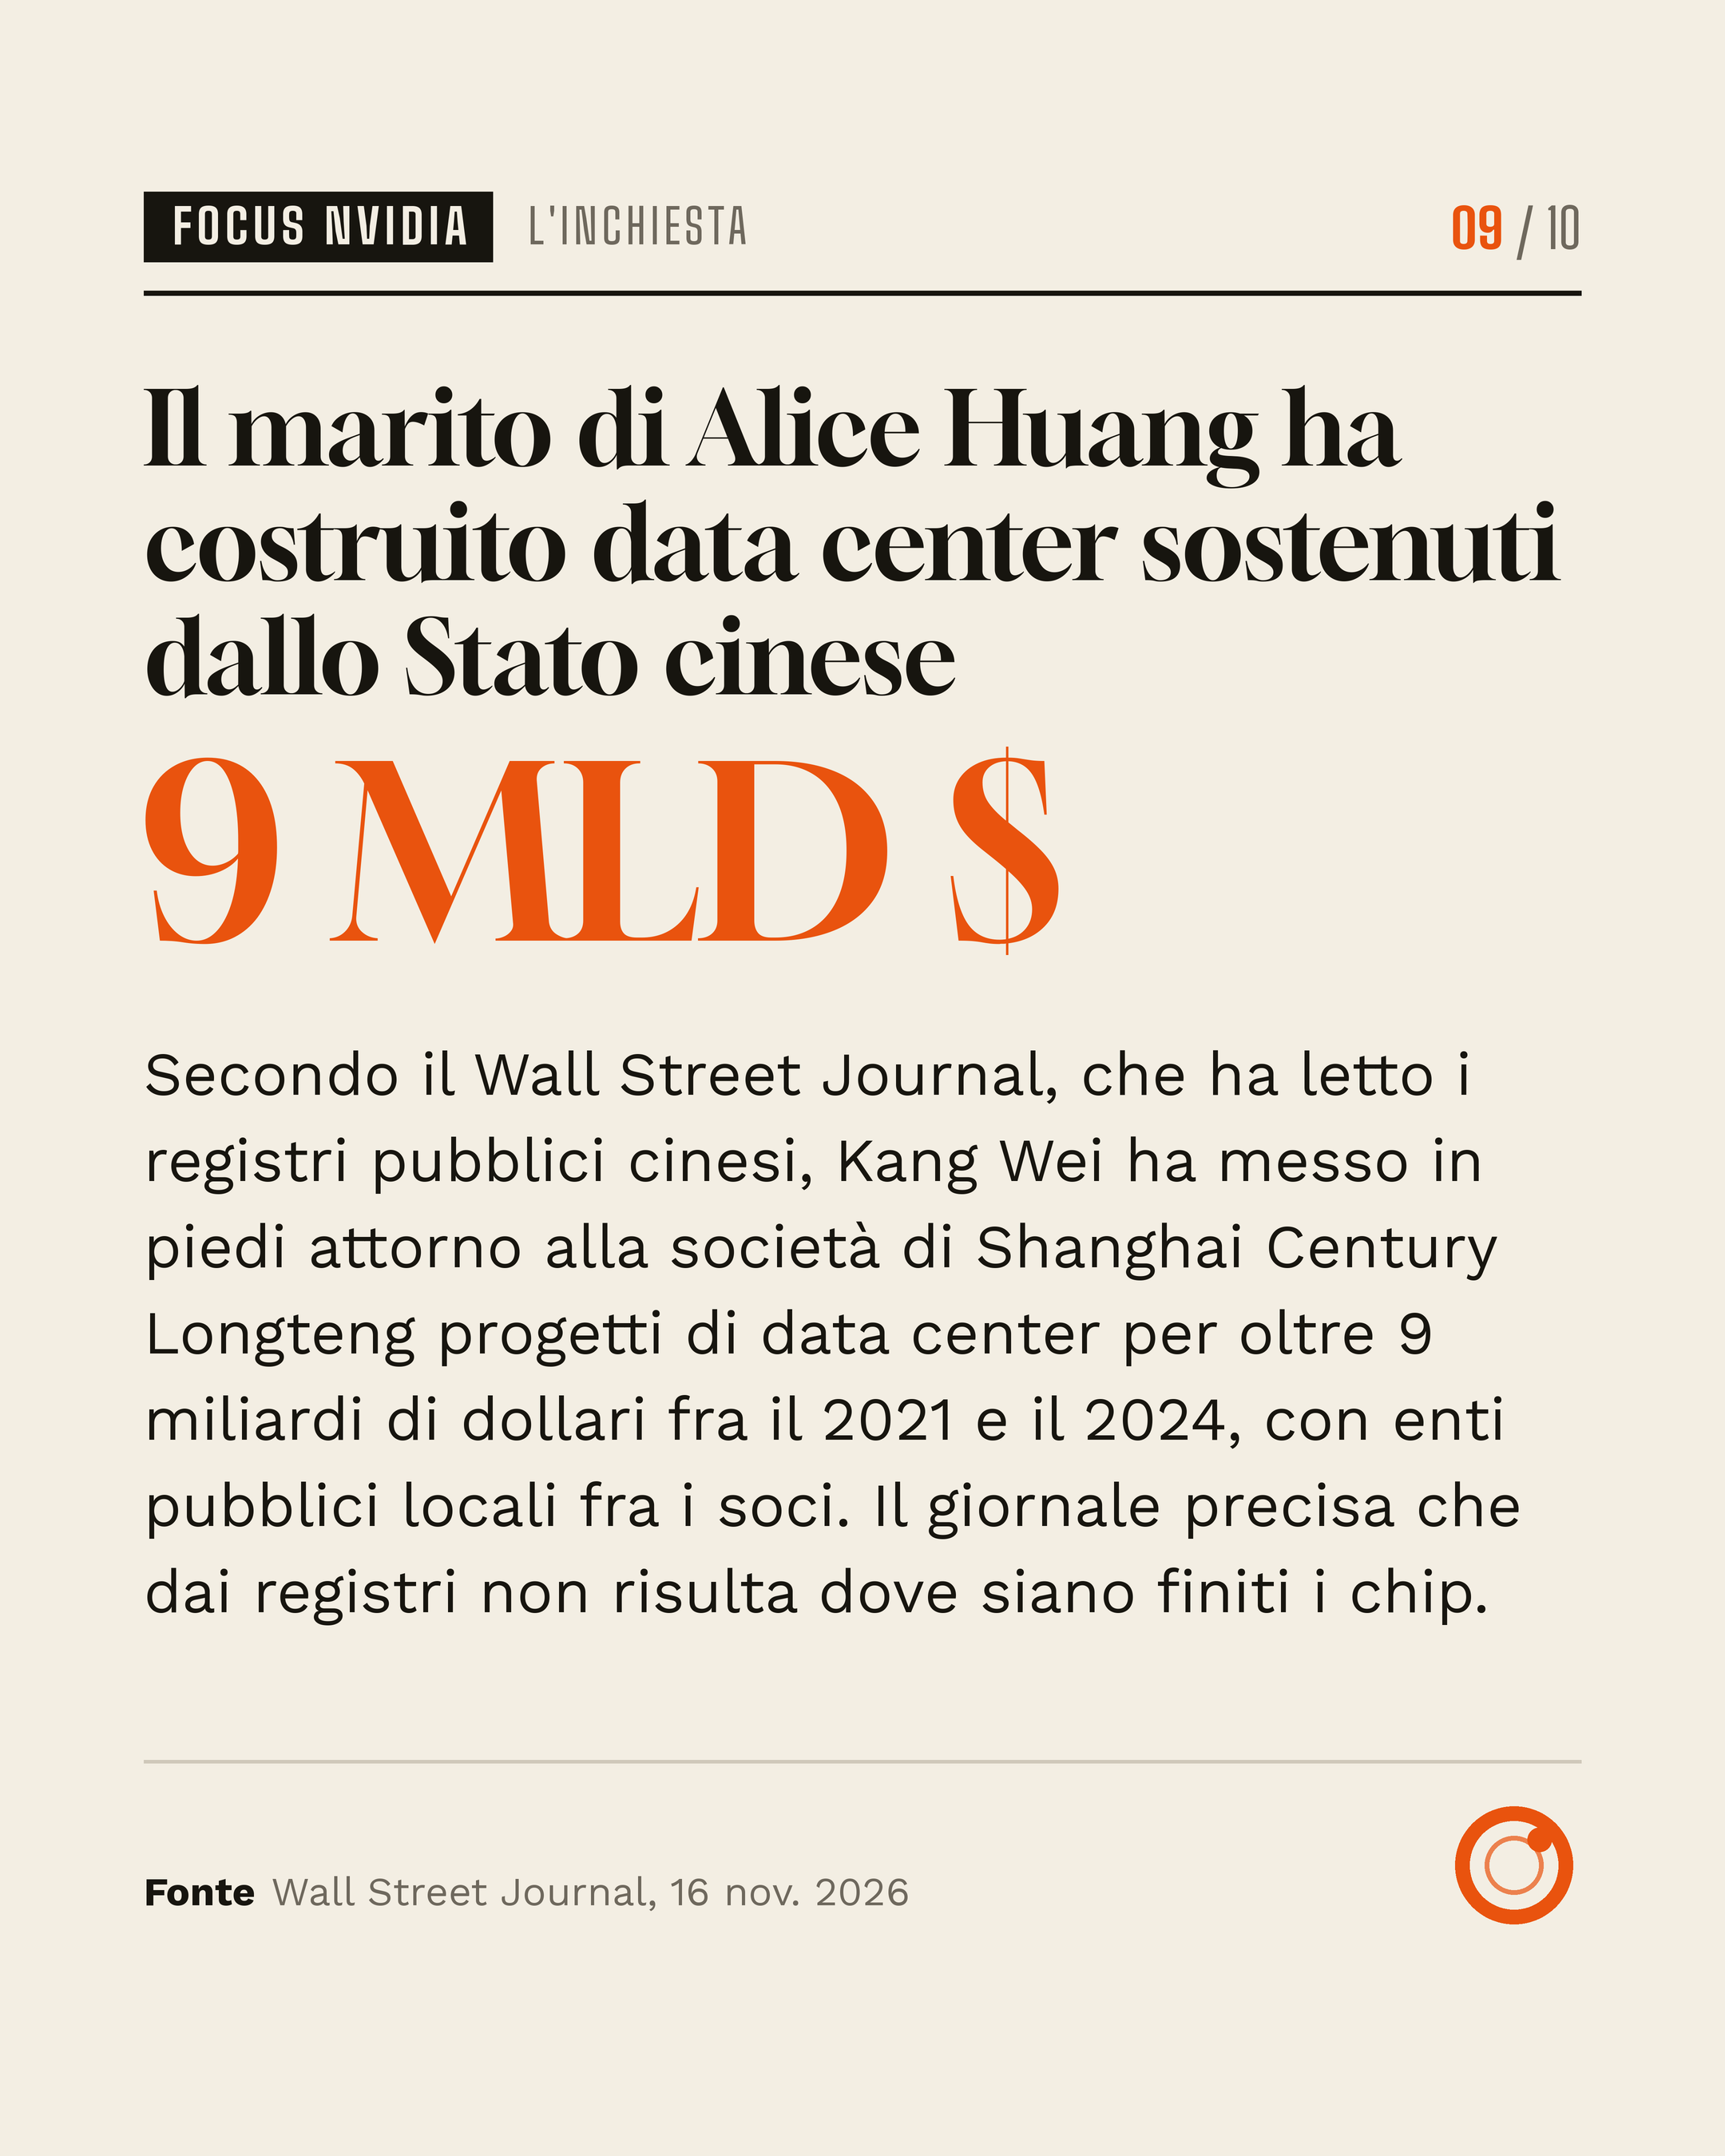 FOCUS NVIDIA L'INCHIESTA 09 / 10
Il marito di Alice Huang ha
costruito data center sostenuti
dallo Stato cinese
9 MLD $
Secondo il Wall Street Journal, che ha letto i
registri pubblici cinesi, Kang Wei ha messo in
piedi attorno alla società di Shanghai Century
Longteng progetti di data center per oltre 9
miliardi di dollari fra il 2021 e il 2024, con enti
pubblici locali fra i soci. Il giornale precisa che
dai registri non risulta dove siano finiti i chip.
Fonte Wall Street Journal, 16 nov. 2026